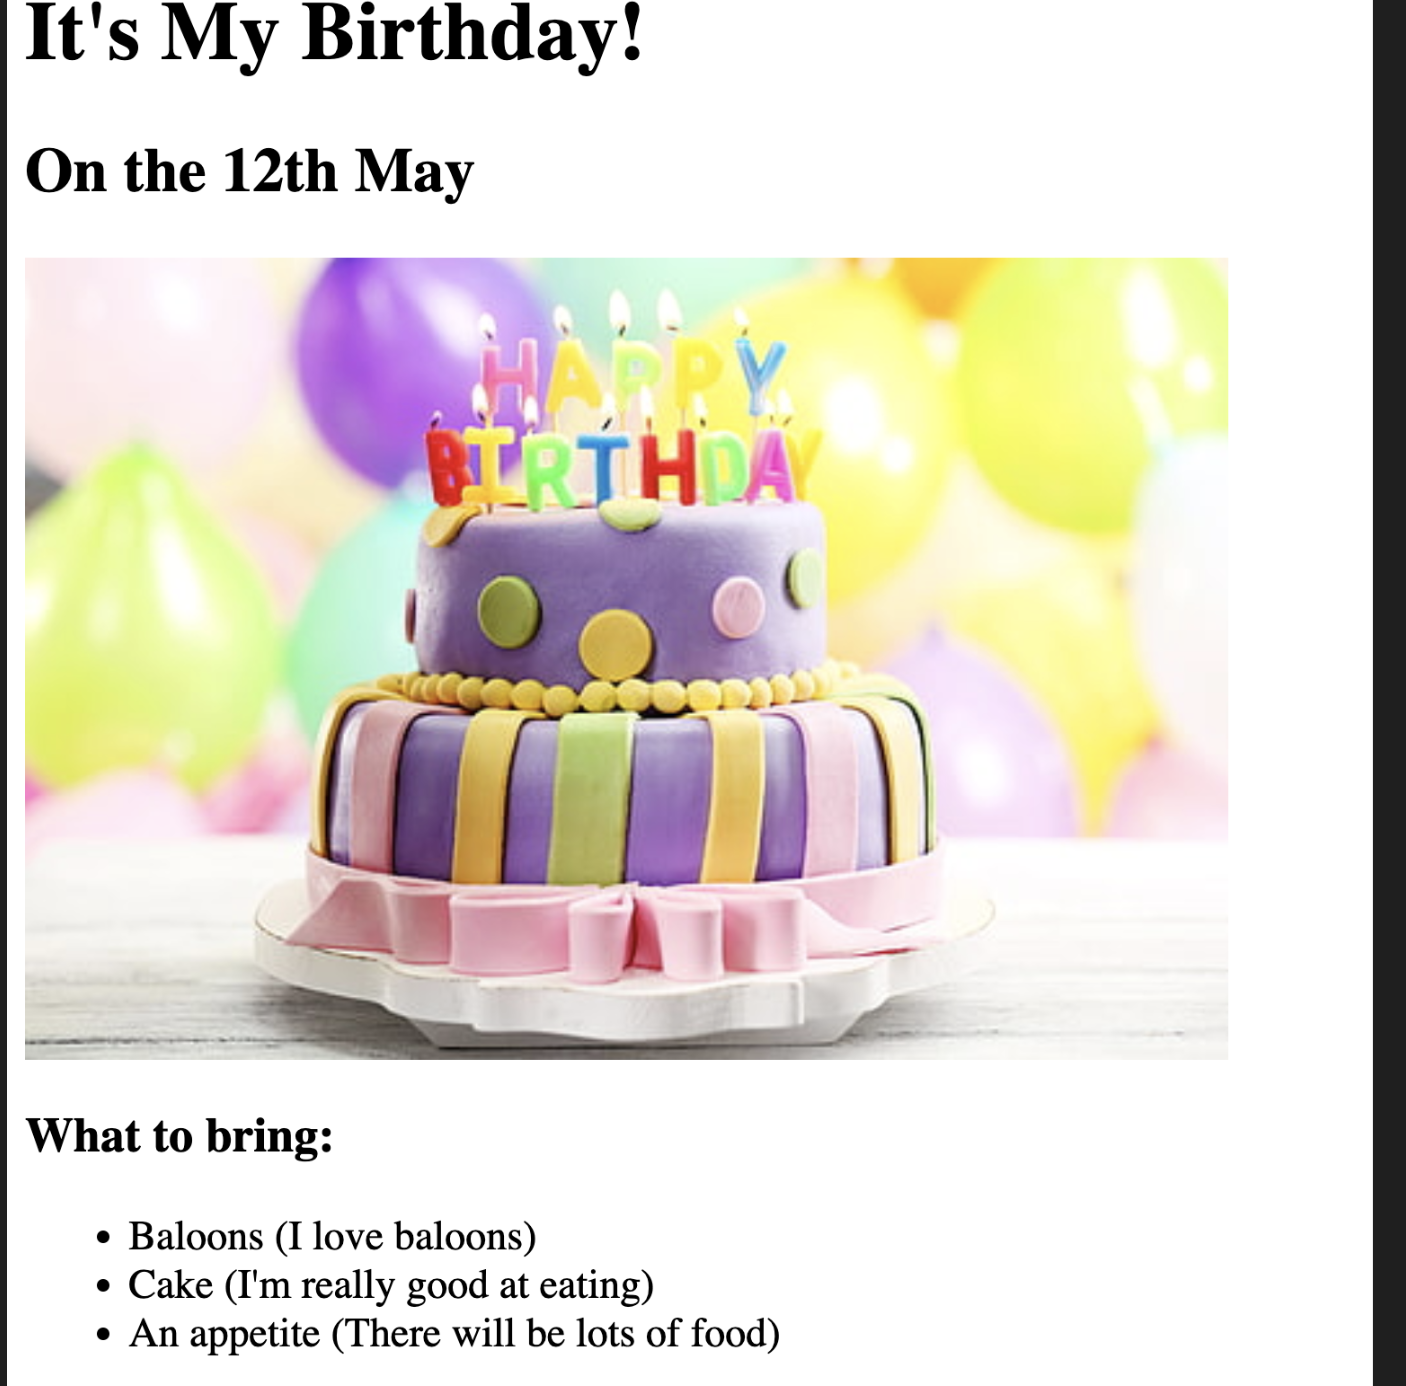 It's My Birthday!
On the 12th May
HAPPY
BIRTHDAY
What to bring:
• Baloons (I love baloons)
• Cake (I'm really good at eating)
• An appetite (There will be lots of food)